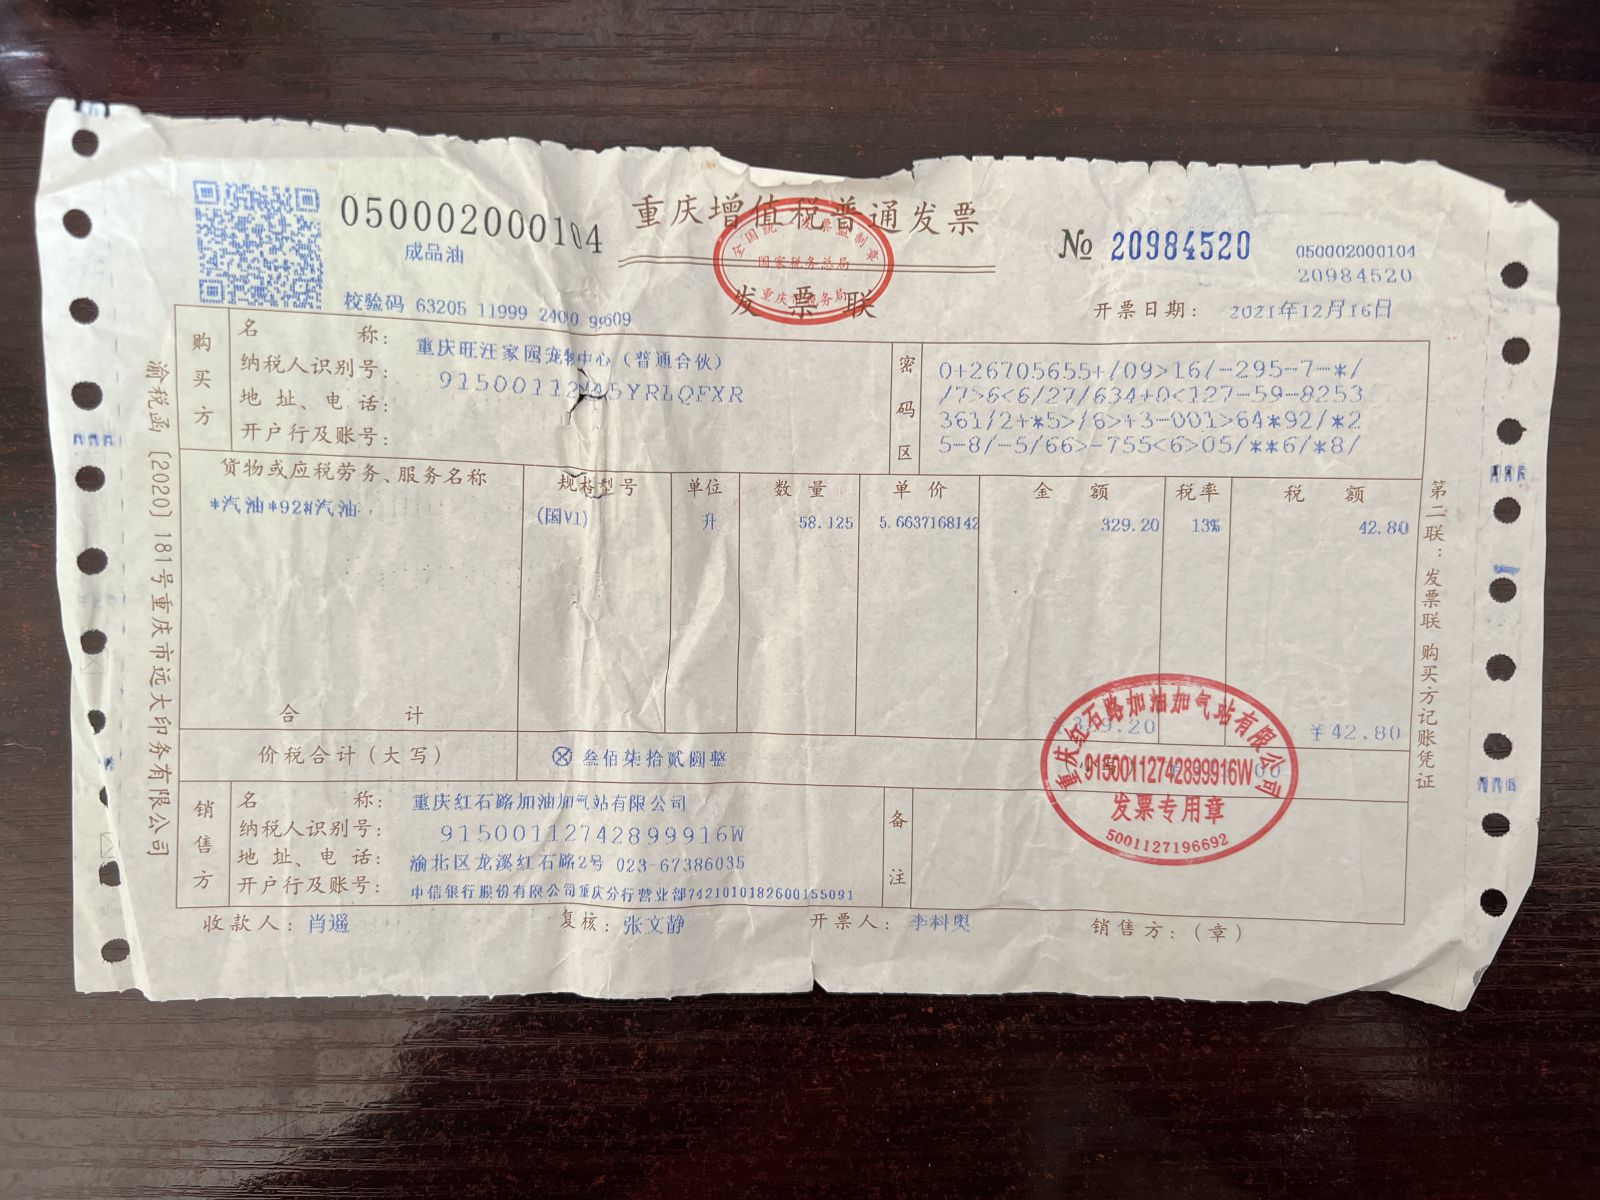 050002000104
重庆增值税普通发票
№ 20984520
050002000104
20984520
成品油
全国统一发票监制章
国家税务总局
重庆市税务局
发票联
校验码 63205 11999
开票日期： 2021年12月16日
购买方
名称： 重庆旺汪家园宠物中心（普通合伙）
纳税人识别号： 91500112MA5YRLQFXR
地址、电话：
开户行及账号：
密码区
0+26705655+/09>16/-295-7-*/
/7>6<6/27/634+0<127-59-8253
361/2+*5>/6>+3-001>64*92/*2
5-8/-5/66>-755<6>05/**6/*8/
货物或应税劳务、服务名称 规格型号 单位 数量 单价 金额 税率 税额
*汽油*92#汽油 (国VI) 升 58.125 5.6637168142 329.20 13% 42.80
合计 ¥42.80
价税合计（大写） ⊗ 叁佰柒拾贰圆整
销售方
名称： 重庆红石路加油加气站有限公司
纳税人识别号： 91500112742899916W
地址、电话： 渝北区龙溪红石路2号 023-67386035
开户行及账号： 中信银行股份有限公司重庆分行营业部7421010182600155091
备注
重庆红石路加油加气站有限公司
91500112742899916W
发票专用章
5001127196692
收款人： 肖遥 复核： 张文静 开票人： 李科奥 销售方：（章）
渝税函〔2020〕181号重庆市远大印务有限公司
第二联：发票联 购买方记账凭证